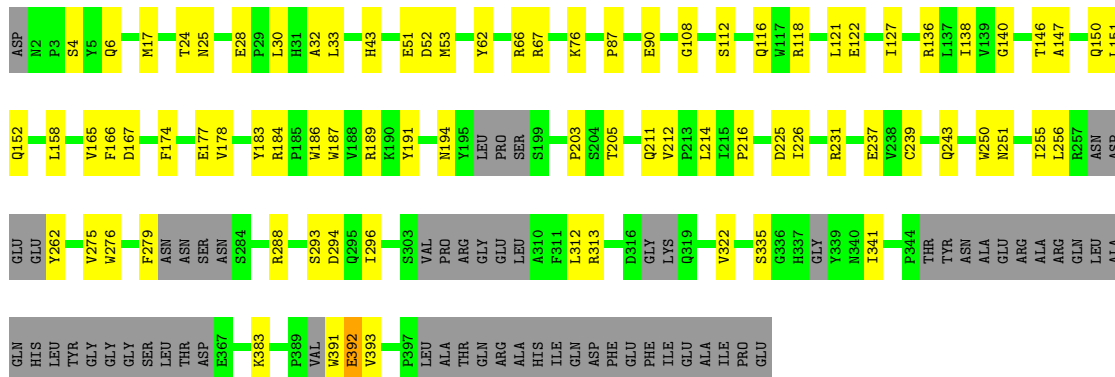 ASP N2 P3 S4 Y5 Q6 M17 T24 N25 E28 P29 L30 H31 A32 L33 H43 E51 D52 M53 Y62 R66 R67 K76 P87 E90 G108 S112 Q116 W117 R118 L121 E122 I127 R136 L137 I138 V139 G140 T146 A147 Q150 L151
Q152 L158 V165 F166 D167 F174 E177 V178 Y183 R184 P185 W186 W187 V188 R189 K190 Y191 N194 Y195 LEU PRO SER S199 P203 S204 T205 Q211 V212 P213 L214 I215 P216 D225 I226 R231 E237 V238 C239 Q243 W250 N251 I255 L256 R257 ASN ASP
GLU GLU Y262 V275 W276 F279 ASN ASN SER ASN S284 R288 S293 D294 Q295 I296 S303 VAL PRO ARG GLY GLU LEU A310 F311 L312 R313 D316 GLY LYS Q319 V322 S335 G336 H337 GLY Y339 N340 I341 P344 THR TYR ASN ALA GLU ARG ALA ARG GLN LEU ALA
GLN HIS LEU TYR GLY GLY GLY SER LEU THR ASP E367 K383 P389 VAL W391 E392 V393 P397 LEU ALA THR GLN ARG ALA HIS ILE GLN ASP PHE GLU PHE ILE GLU ALA ILE PRO GLU